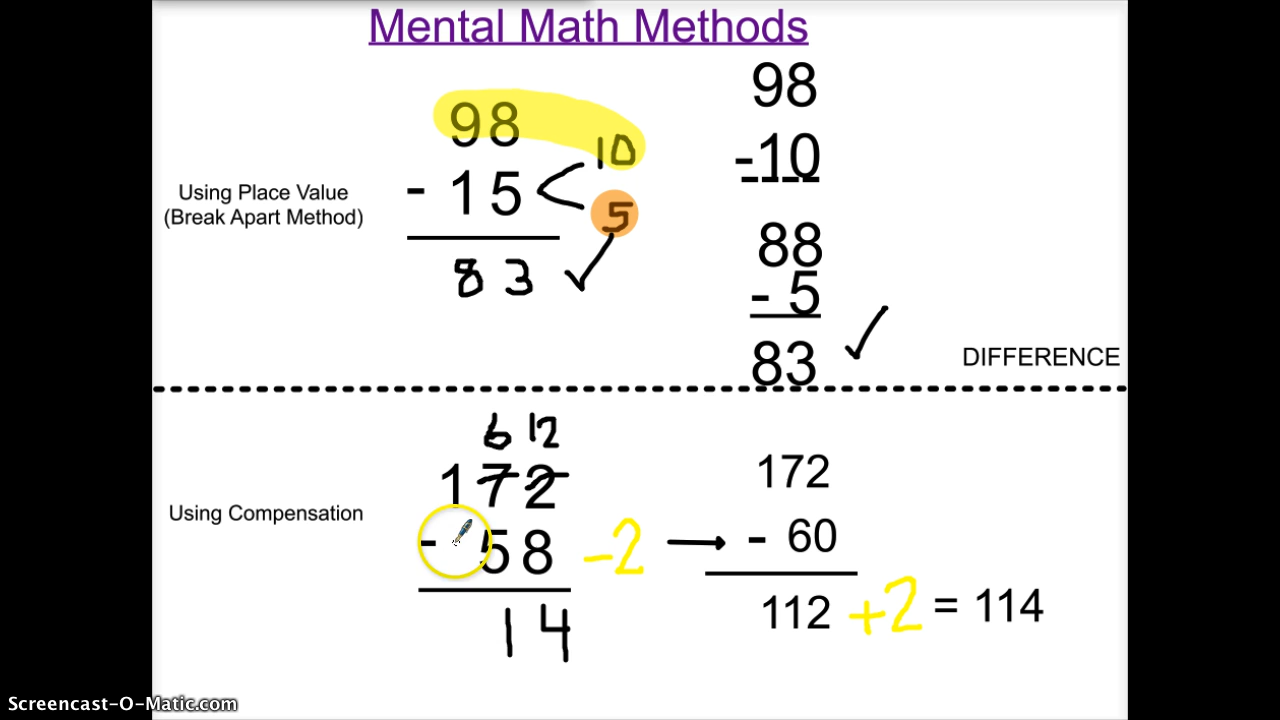 Mental Math Methods
Using Place Value
(Break Apart Method)
98
- 15 < 10
5
83 ✓
98
-10
88
- 5
83 ✓
DIFFERENCE
Using Compensation
6 12
172
- 58 -2 →
14
172
- 60
112 +2 = 114
Screencast-O-Matic.com